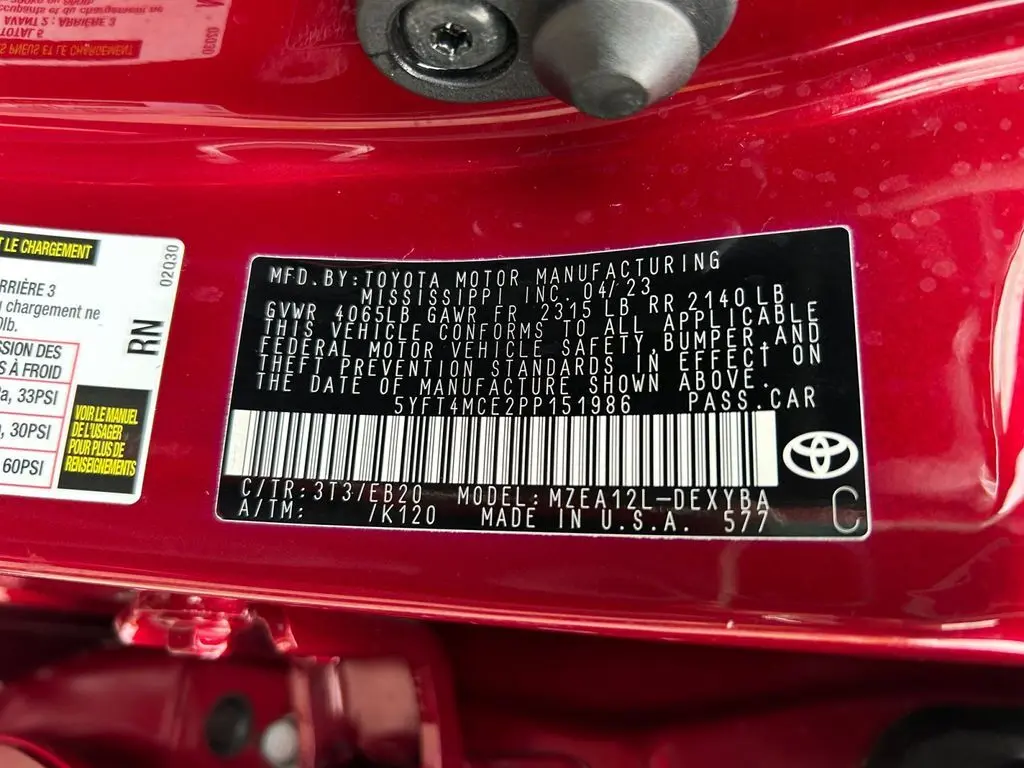 T LE CHARGEMENT
RRIÈRE 3
chargement ne
0lb.
SSION DES
S À FROID
a, 33PSI
, 30PSI
60PSI
02030
RN
VOIR LE MANUEL
DE L'USAGER
POUR PLUS DE
RENSEIGNEMENTS
MFD.BY:TOYOTA MOTOR MANUFACTURING
MISSISSIPPI INC 04/23
GVWR 4065LB GAWR FR 2315 LB RR 2140 LB
THIS VEHICLE CONFORMS TO ALL APPLICABLE
FEDERAL MOTOR VEHICLE SAFETY,BUMPER,AND
THEFT PREVENTION STANDARDS IN EFFECT ON
THE DATE OF MANUFACTURE SHOWN ABOVE.
5YFT4MCE2PP151986 PASS.CAR
C/TR:3T3/EB20 MODEL:MZEA12L-DEXYBA
A/TM: /K120 MADE IN U.S.A. 577
C